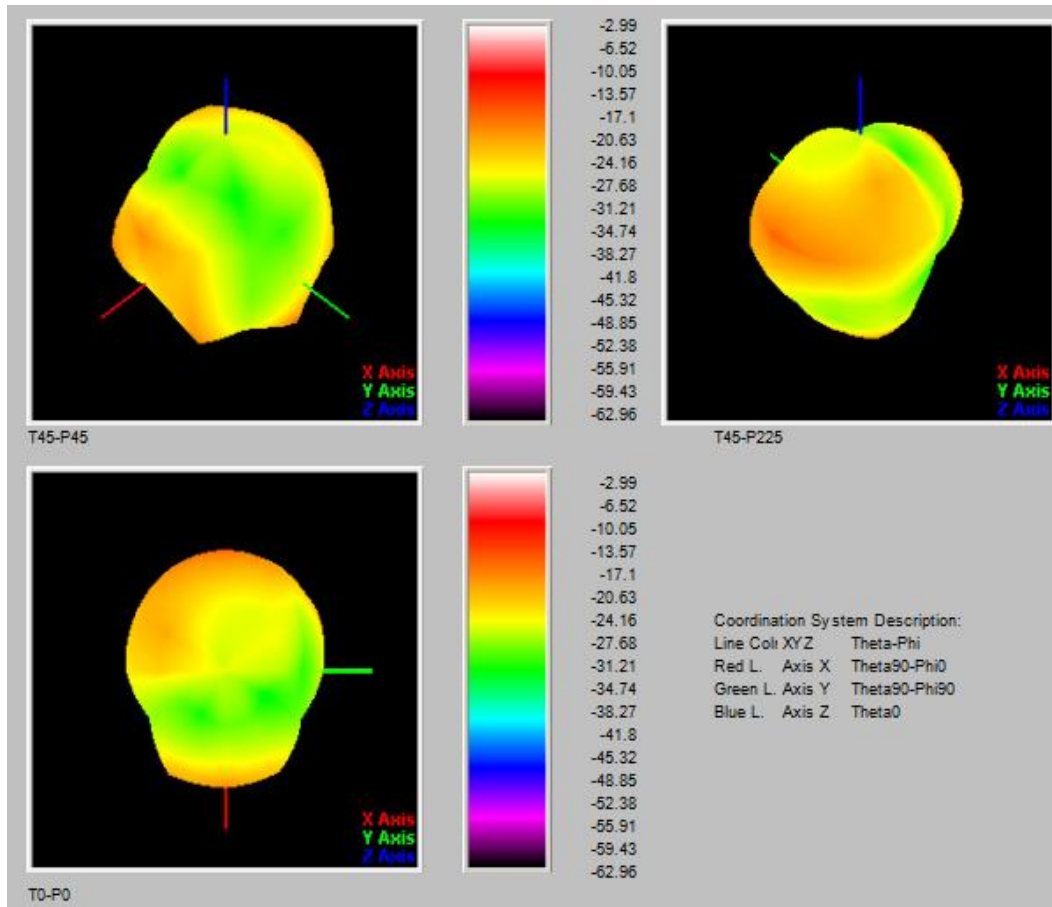 -2.99
-6.52
-10.05
-13.57
-17.1
-20.63
-24.16
-27.68
-31.21
-34.74
-38.27
-41.8
-45.32
-48.85
-52.38
-55.91
-59.43
-62.96
X Axis
Y Axis
Z Axis
X Axis
Y Axis
Z Axis
T45-P45
T45-P225
-2.99
-6.52
-10.05
-13.57
-17.1
-20.63
-24.16
-27.68
-31.21
-34.74
-38.27
-41.8
-45.32
-48.85
-52.38
-55.91
-59.43
-62.96
Coordination System Description:
Line Col XYZ Theta-Phi
Red L. Axis X Theta90-Phi0
Green L. Axis Y Theta90-Phi90
Blue L. Axis Z Theta0
X Axis
Y Axis
Z Axis
T0-P0